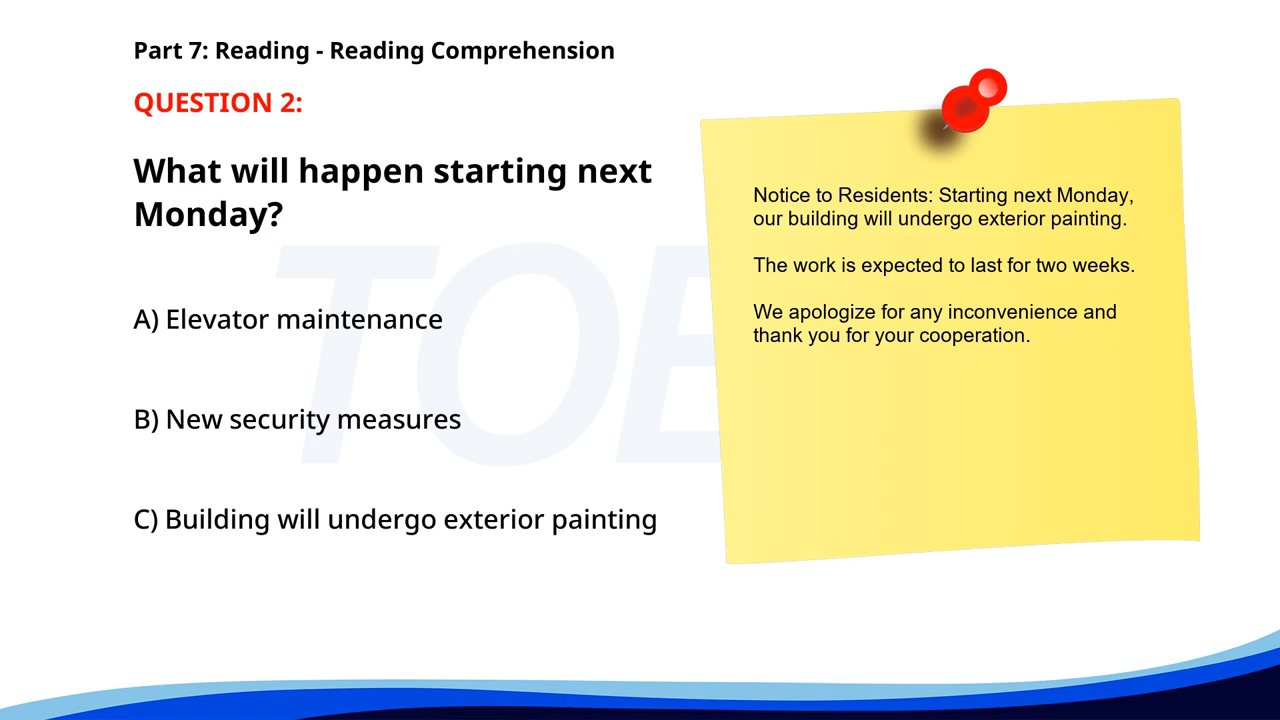 Part 7: Reading - Reading Comprehension
QUESTION 2:
What will happen starting next
Monday?
A) Elevator maintenance
B) New security measures
C) Building will undergo exterior painting
Notice to Residents: Starting next Monday,
our building will undergo exterior painting.
The work is expected to last for two weeks.
We apologize for any inconvenience and
thank you for your cooperation.